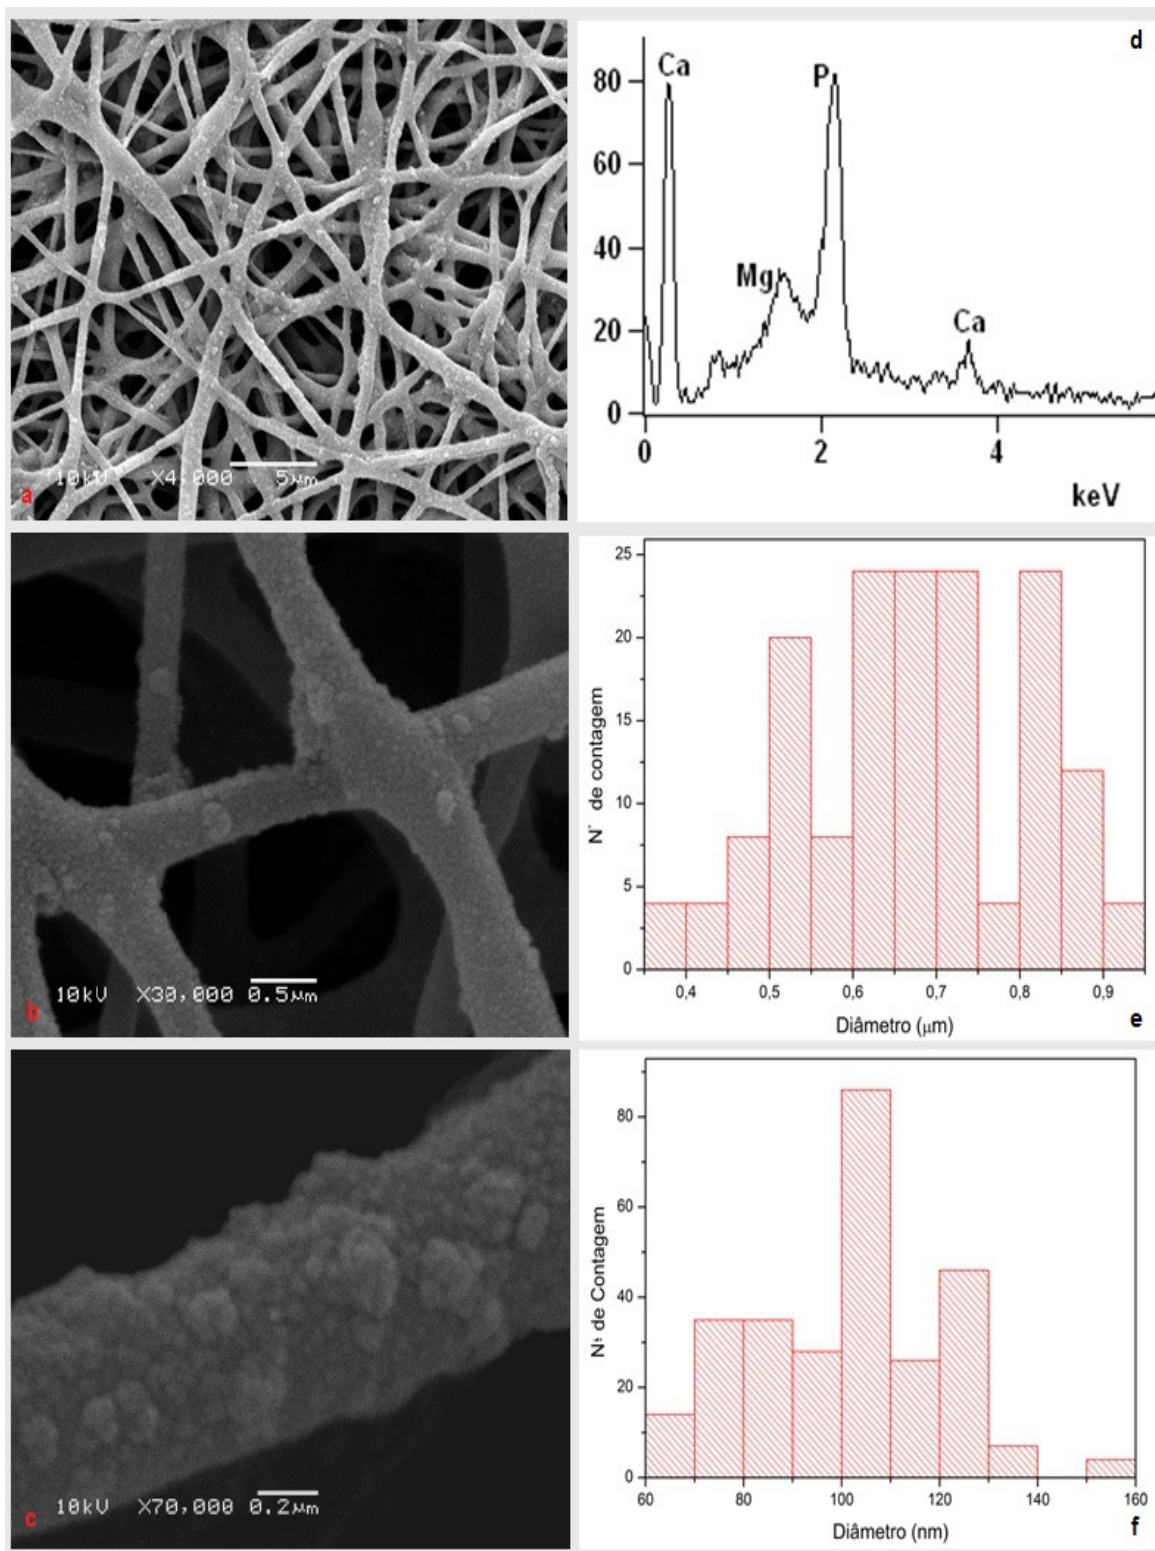 10kV X4,000 5μm
a
d
Ca
P
Mg
Ca
80
60
40
20
0
0 2 4
keV
10kV X30,000 0.5μm
b
25
20
15
10
5
0
N° de contagem
0,4 0,5 0,6 0,7 0,8 0,9
Diâmetro (μm)
e
10kV X70,000 0.2μm
c
80
60
40
20
0
de Contagem
60 80 100 120 140 160
Diâmetro (nm)
f